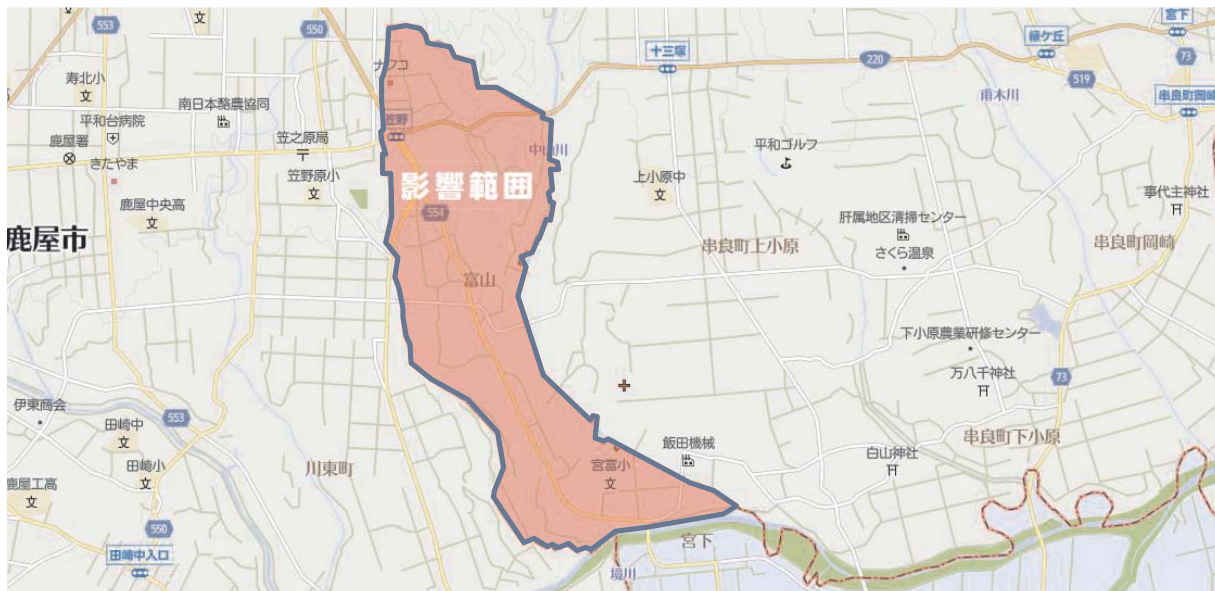 553
550
ナフコ
十三塚
220
緑ケ丘
519
宮下
73
串良町岡崎
寿北小
文
南日本酪農協同
平和台病院
鹿屋署
きたやま
笠之原局
笠野
中山川
甫木川
平和ゴルフ
笠野原小
文
影響範囲
上小原中
文
鹿屋中央高
文
554
事代主神社
肝属地区清掃センター
さくら温泉
鹿屋市
串良町上小原
串良町岡崎
富山
下小原農業研修センター
万八千神社
73
伊東商会
553
田崎中
文
田崎小
文
川東町
飯田機械
宮富小
文
白山神社
串良町下小原
鹿屋工高
文
550
田崎中入口
宮下
境川